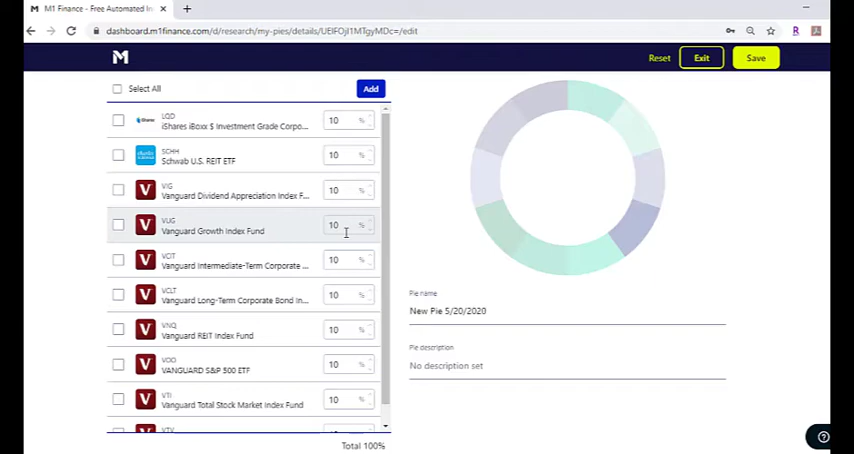 M1 Finance - Free Automated In
dashboard.m1finance.com/d/research/my-pies/details/UElFOjI1MTgyMDc=/edit
Reset Exit Save
Select All Add
LQD
iShares iBoxx $ Investment Grade Corpo... 10 %
SCHH
Schwab U.S. REIT ETF 10 %
VIG
Vanguard Dividend Appreciation Index F... 10 %
VUG
Vanguard Growth Index Fund 10 %
VCIT
Vanguard Intermediate-Term Corporate ... 10 %
VCLT
Vanguard Long-Term Corporate Bond In... 10 %
VNQ
Vanguard REIT Index Fund 10 %
VOO
VANGUARD S&P 500 ETF 10 %
VTI
Vanguard Total Stock Market Index Fund 10 %
VTV
Total 100%
Pie name
New Pie 5/20/2020
Pie description
No description set